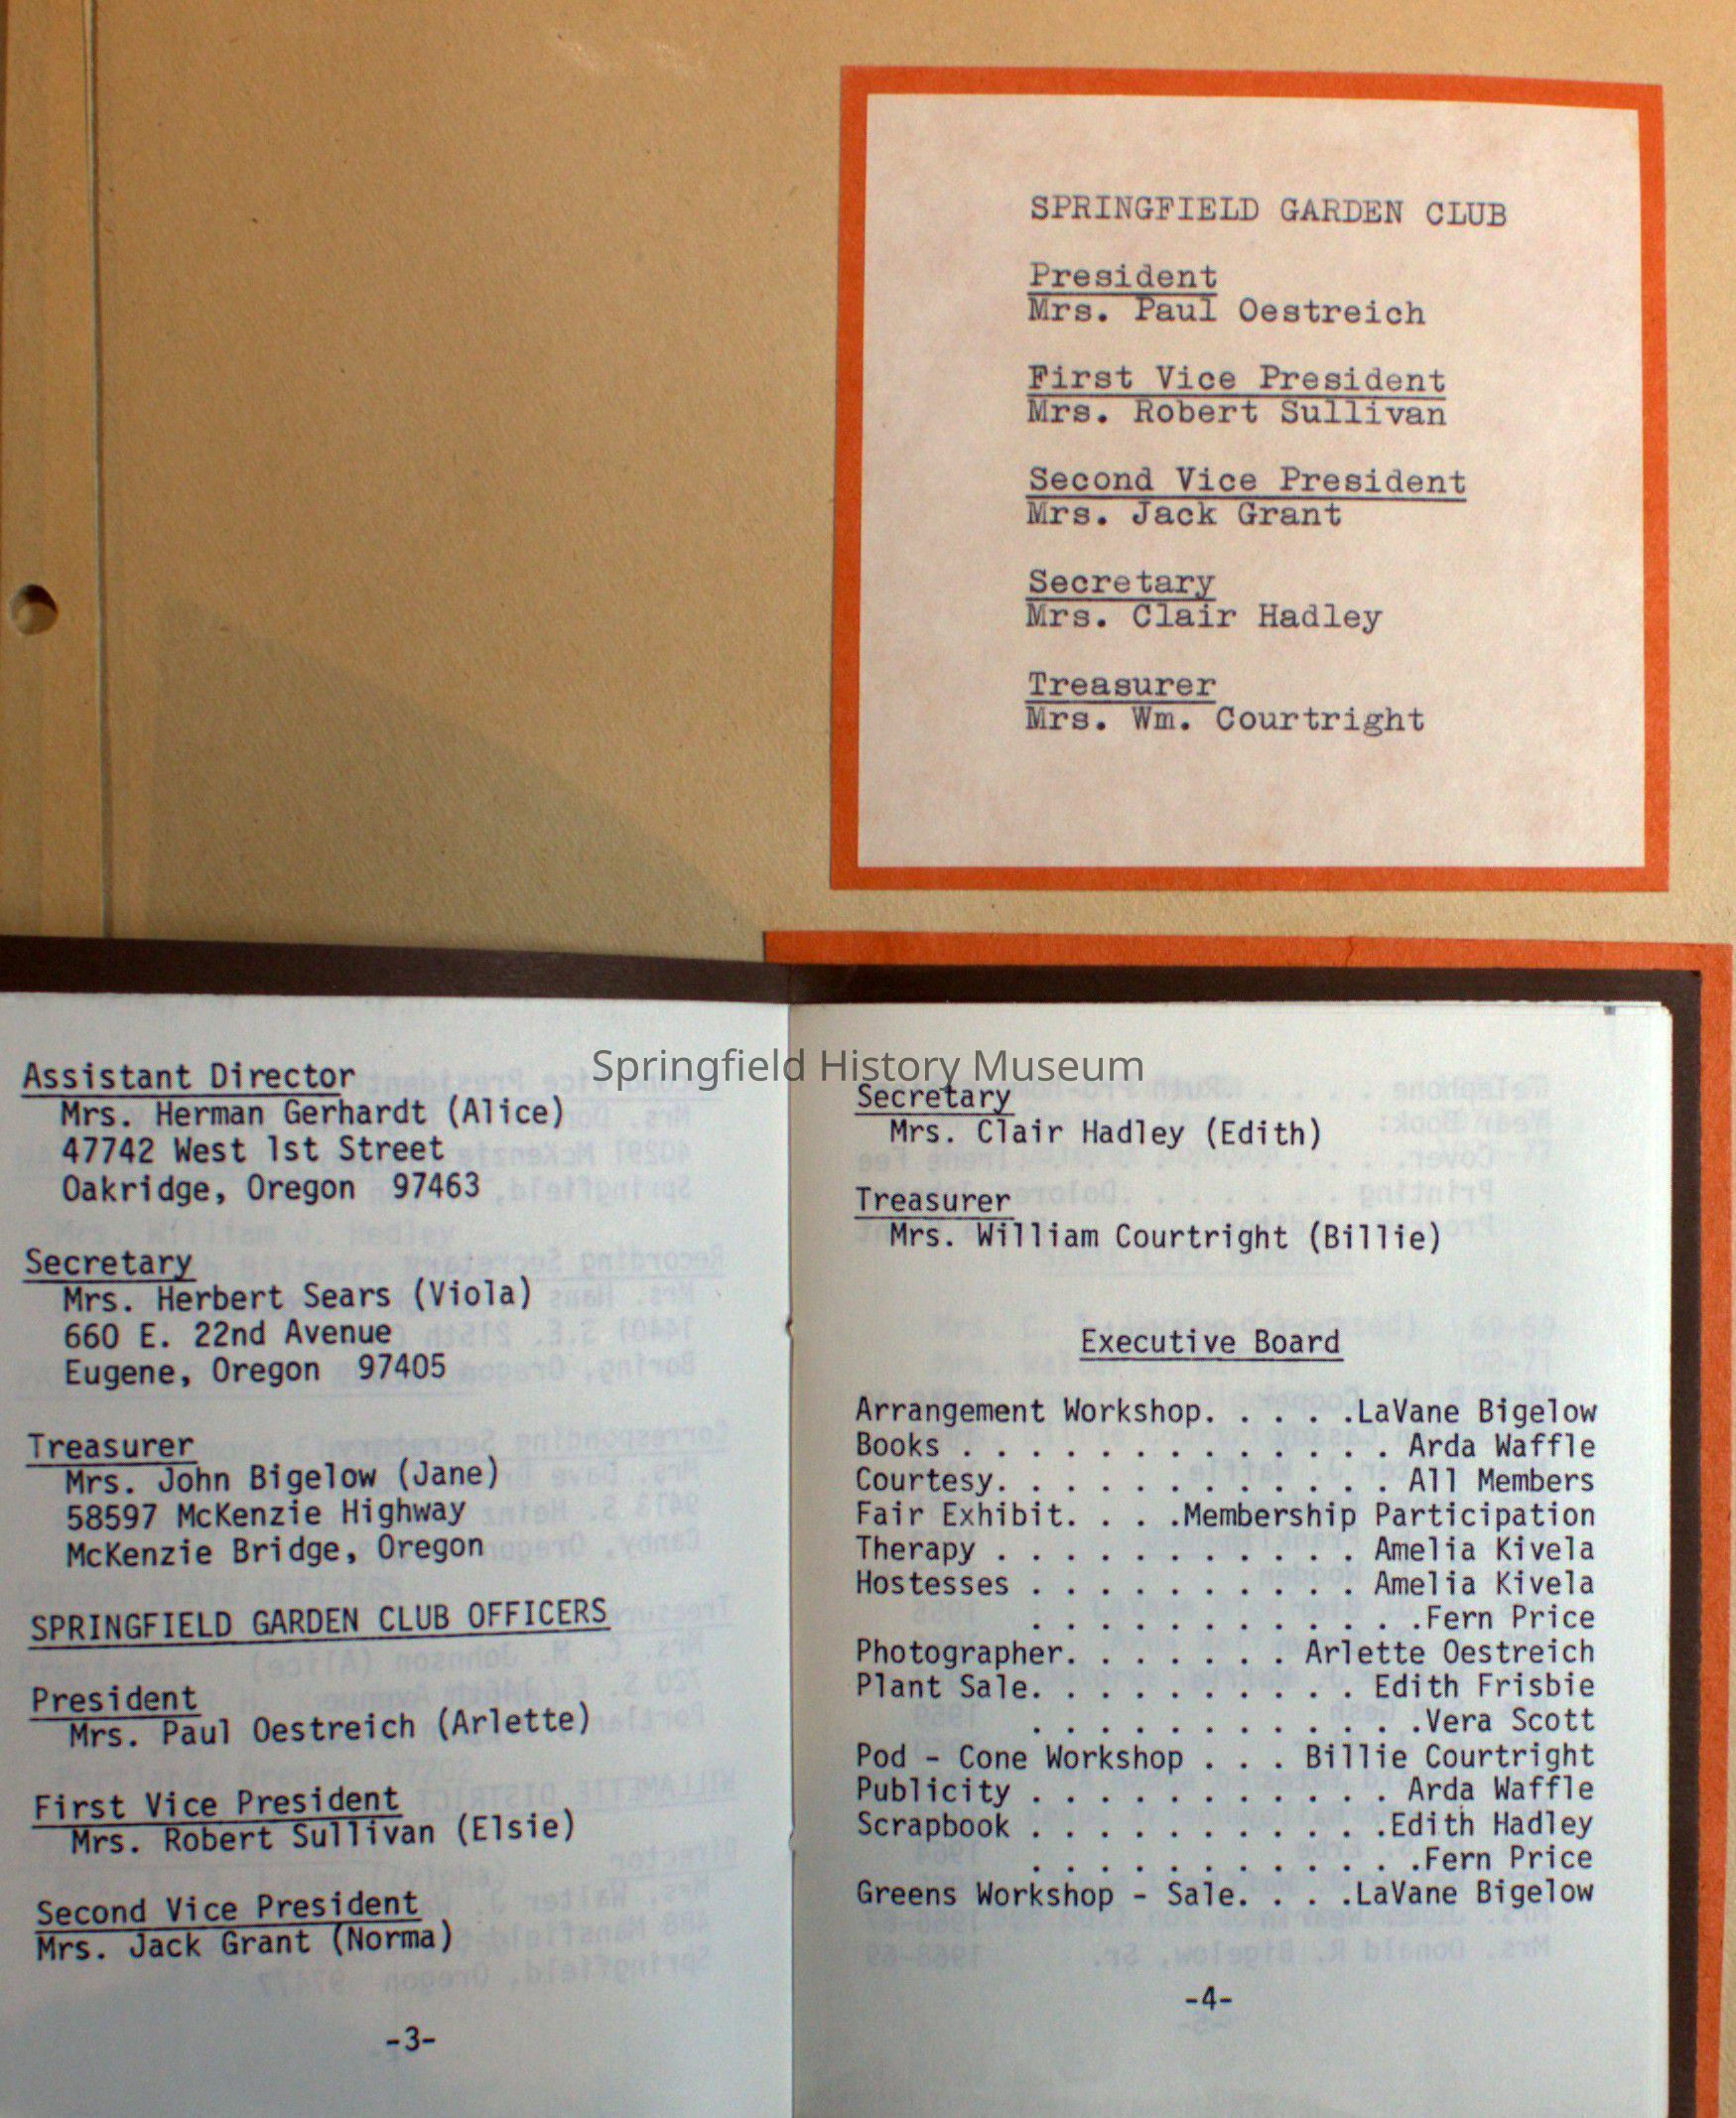 SPRINGFIELD GARDEN CLUB
President
Mrs. Paul Oestreich
First Vice President
Mrs. Robert Sullivan
Second Vice President
Mrs. Jack Grant
Secretary
Mrs. Clair Hadley
Treasurer
Mrs. Wm. Courtright
Springfield History Museum
Assistant Director
Mrs. Herman Gerhardt (Alice)
47742 West 1st Street
Oakridge, Oregon 97463
Secretary
Mrs. Herbert Sears (Viola)
660 E. 22nd Avenue
Eugene, Oregon 97405
Treasurer
Mrs. John Bigelow (Jane)
58597 McKenzie Highway
McKenzie Bridge, Oregon
SPRINGFIELD GARDEN CLUB OFFICERS
President
Mrs. Paul Oestreich (Arlette)
First Vice President
Mrs. Robert Sullivan (Elsie)
Second Vice President
Mrs. Jack Grant (Norma)
-3-
Secretary
Mrs. Clair Hadley (Edith)
Treasurer
Mrs. William Courtright (Billie)
Executive Board
Arrangement Workshop. . . . .LaVane Bigelow
Books . . . . . . . . . . . . . Arda Waffle
Courtesy. . . . . . . . . . . . All Members
Fair Exhibit. . . .Membership Participation
Therapy . . . . . . . . . . . Amelia Kivela
Hostesses . . . . . . . . . . Amelia Kivela
. . . . . . . . . . . .Fern Price
Photographer. . . . . . . Arlette Oestreich
Plant Sale. . . . . . . . . . Edith Frisbie
. . . . . . . . . . . .Vera Scott
Pod - Cone Workshop . . . Billie Courtright
Publicity . . . . . . . . . . . Arda Waffle
Scrapbook . . . . . . . . . . .Edith Hadley
. . . . . . . . . . . .Fern Price
Greens Workshop - Sale. . . .LaVane Bigelow
-4-